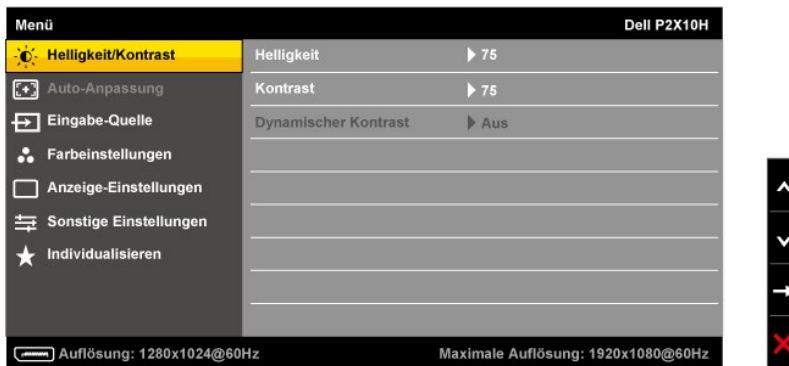 Menü Dell P2X10H
Helligkeit/Kontrast Helligkeit 75
Auto-Anpassung Kontrast 75
Eingabe-Quelle Dynamischer Kontrast Aus
Farbeinstellungen
Anzeige-Einstellungen
Sonstige Einstellungen
Individualisieren
Auflösung: 1280x1024@60Hz Maximale Auflösung: 1920x1080@60Hz